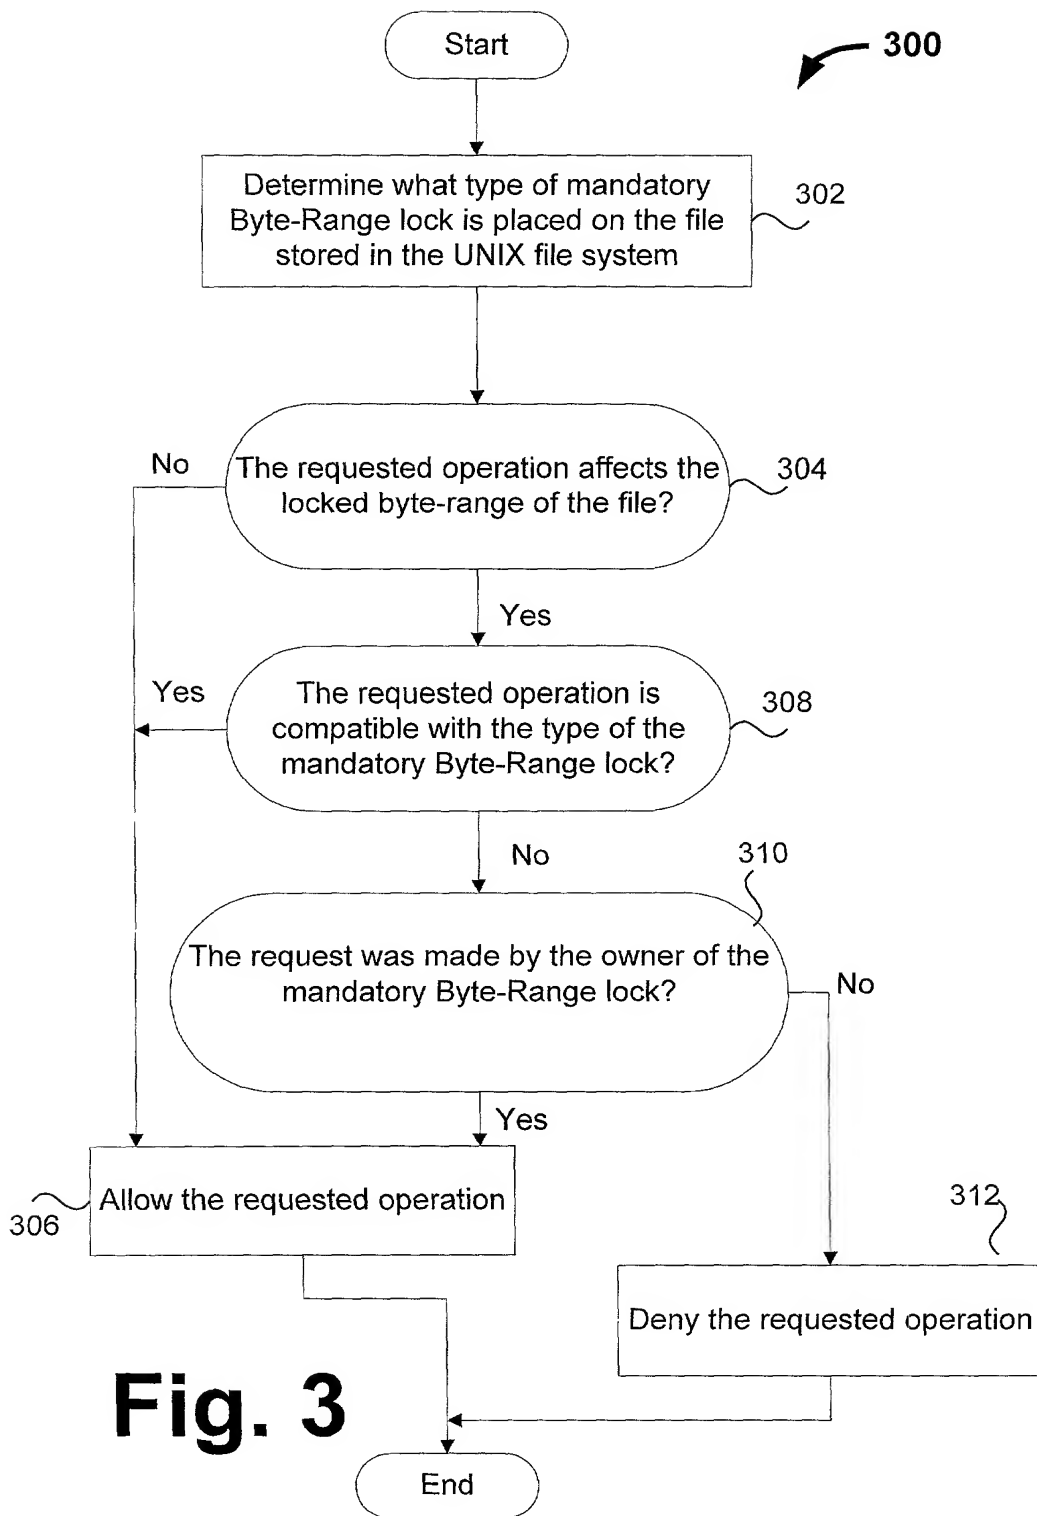 Start
300
Determine what type of mandatory
Byte-Range lock is placed on the file
stored in the UNIX file system
302
No
The requested operation affects the
locked byte-range of the file?
304
Yes
Yes
The requested operation is
compatible with the type of the
mandatory Byte-Range lock?
308
No
310
The request was made by the owner of the
mandatory Byte-Range lock?
No
Yes
Allow the requested operation
306
312
Deny the requested operation
Fig. 3
End